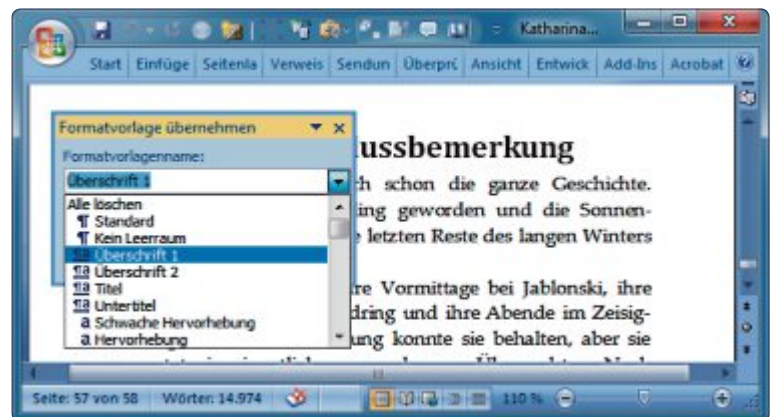 Katharina...
Start Einfüge Seitenla Verweis Sendun Überprü Ansicht Entwick Add-Ins Acrobat
Formatvorlage übernehmen
Formatvorlagenname:
Überschrift 1
Alle löschen
Standard
Kein Leerraum
Überschrift 1
Überschrift 2
Titel
Untertitel
Schwache Hervorhebung
Hervorhebung
ussbemerkung
h schon die ganze Geschichte.
ling geworden und die Sonnen-
letzten Reste des langen Winters
re Vormittage bei Jablonski, ihre
dring und ihre Abende im Zeisig-
ung konnte sie behalten, aber sie
Seite: 57 von 58 Wörter: 14.974 110 %